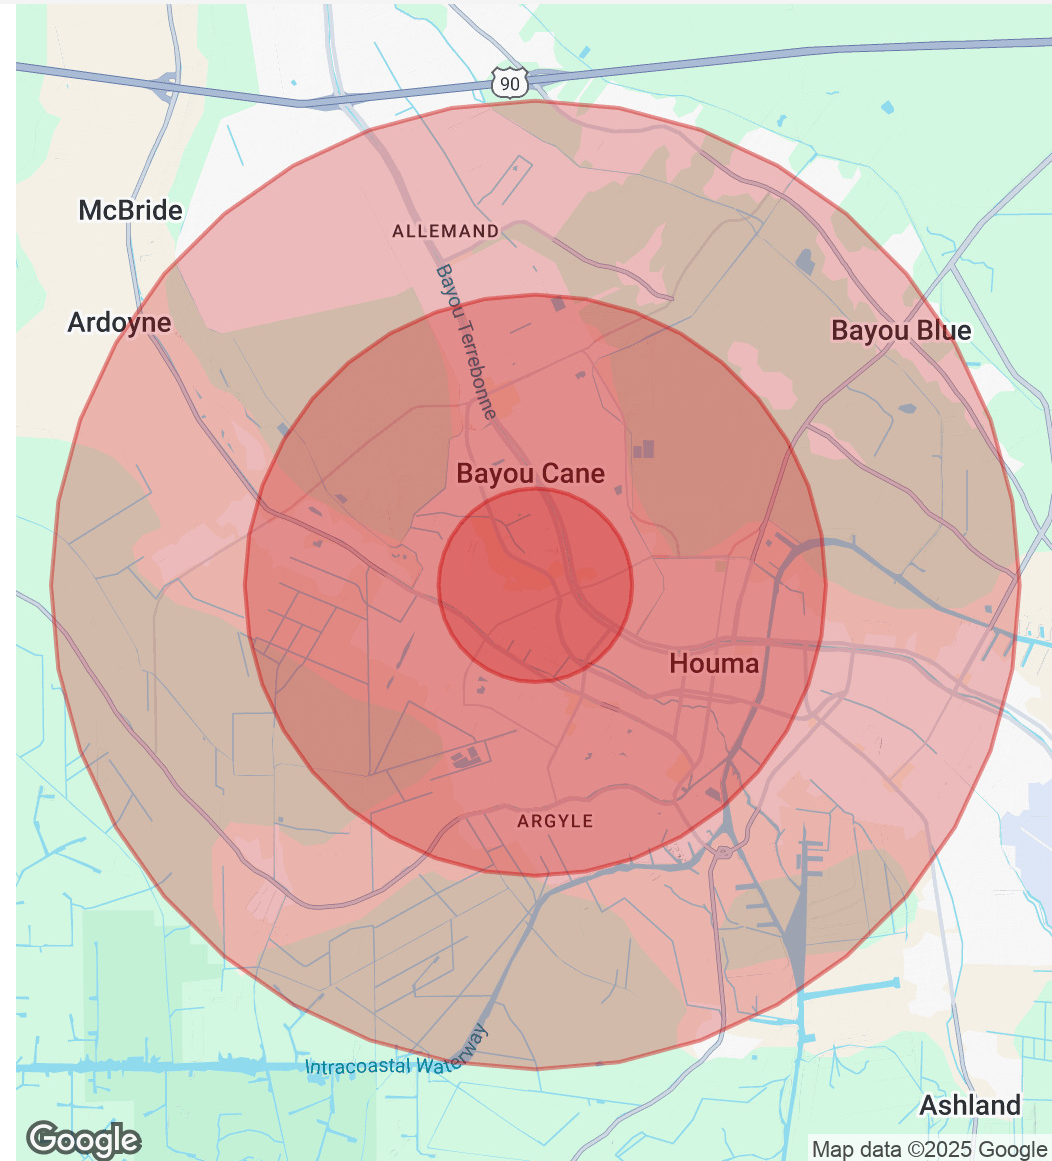 90
McBride
ALLEMAND
Bayou Terrebonne
Ardoyne
Bayou Blue
Bayou Cane
Houma
ARGYLE
Intracoastal Waterway
Ashland
Google
Map data ©2025 Google